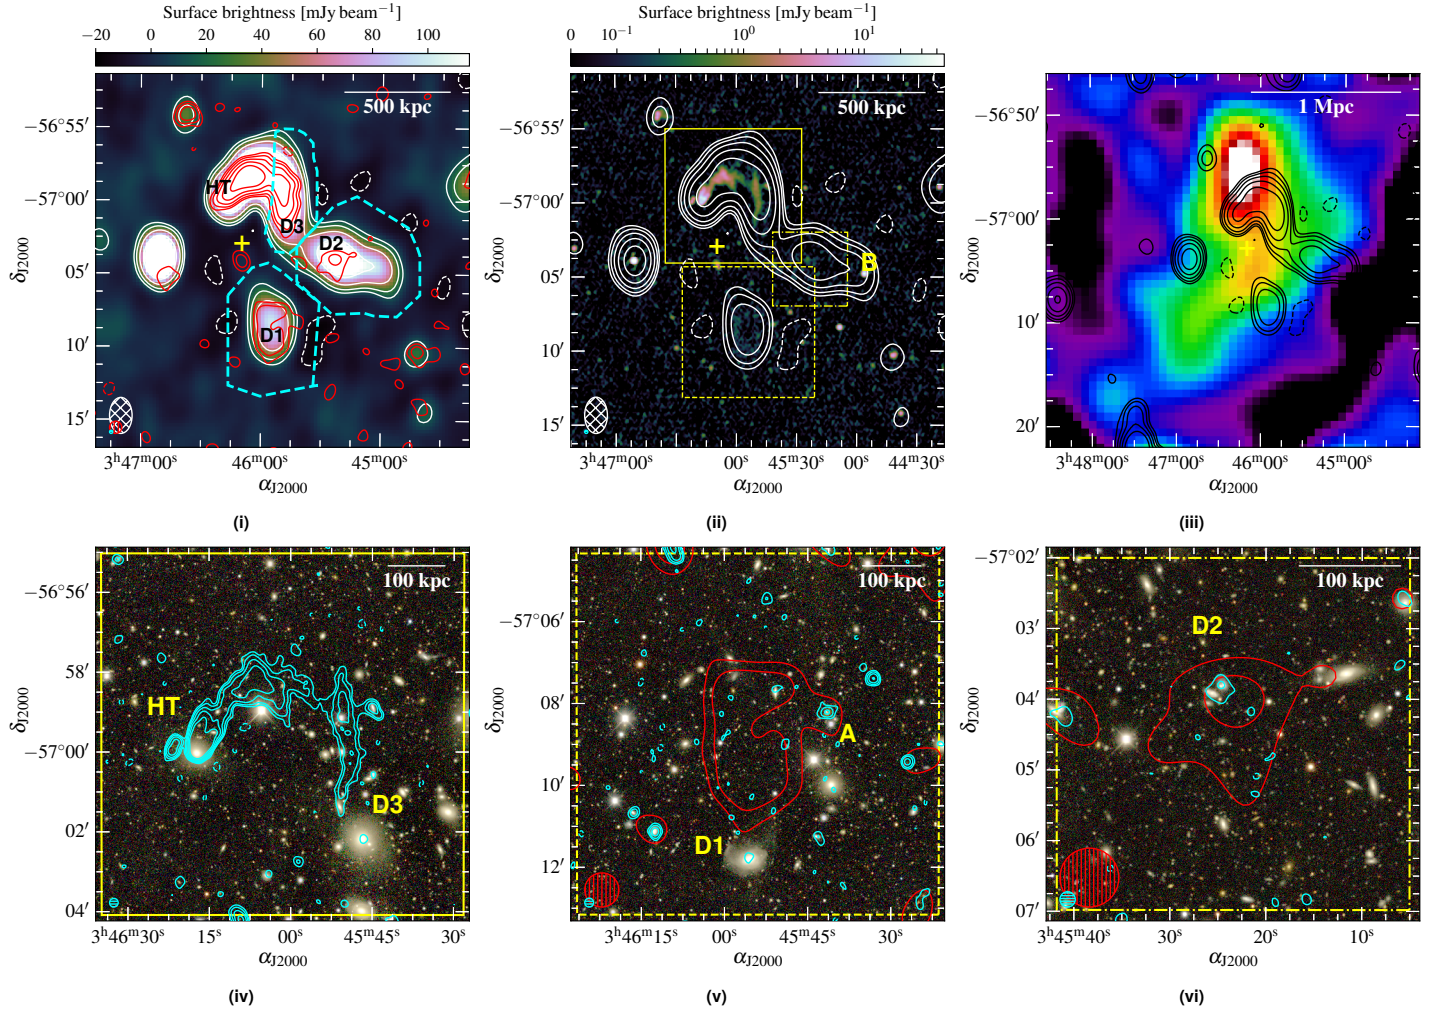 Surface brightness [mJy beam⁻¹]
−20 0 20 40 60 80 100
500 kpc
HT
D3
D2
D1
−56°55′
−57°00′
05′
10′
15′
δJ2000
3ʰ47ᵐ00ˢ 46ᵐ00ˢ 45ᵐ00ˢ
αJ2000
(i)
Surface brightness [mJy beam⁻¹]
0 10⁻¹ 10⁰ 10¹
500 kpc
B
−56°55′
−57°00′
05′
10′
15′
δJ2000
3ʰ47ᵐ00ˢ 00ˢ 45ᵐ30ˢ 00ˢ 44ᵐ30ˢ
αJ2000
(ii)
1 Mpc
−56°50′
−57°00′
10′
20′
δJ2000
3ʰ48ᵐ00ˢ 47ᵐ00ˢ 46ᵐ00ˢ 45ᵐ00ˢ
αJ2000
(iii)
100 kpc
HT
D3
−56°56′
58′
−57°00′
02′
04′
δJ2000
3ʰ46ᵐ30ˢ 15ˢ 00ˢ 45ᵐ45ˢ 30ˢ
αJ2000
(iv)
100 kpc
A
D1
−57°06′
08′
10′
12′
δJ2000
3ʰ46ᵐ15ˢ 00ˢ 45ᵐ45ˢ 30ˢ
αJ2000
(v)
100 kpc
D2
−57°02′
03′
04′
05′
06′
07′
δJ2000
3ʰ45ᵐ40ˢ 30ˢ 20ˢ 10ˢ
αJ2000
(vi)